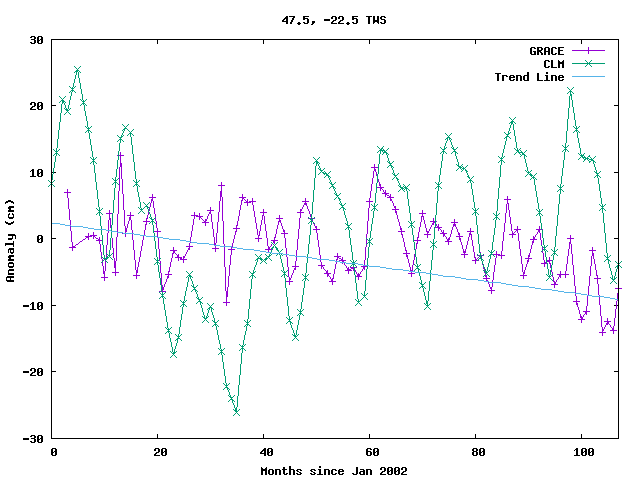 47.5, -22.5 TWS
GRACE
CLM
Trend Line
30
20
10
0
-10
-20
-30
Anomaly (cm)
0 20 40 60 80 100
Months since Jan 2002